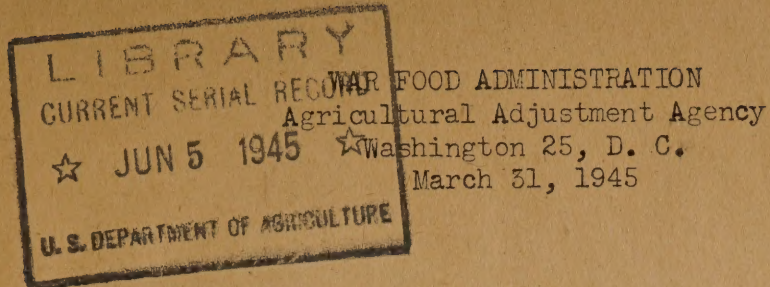 LIBRARY
CURRENT SERIAL RECORD
☆ JUN 5 1945 ☆
U. S. DEPARTMENT OF AGRICULTURE
WAR FOOD ADMINISTRATION
Agricultural Adjustment Agency
Washington 25, D. C.
March 31, 1945